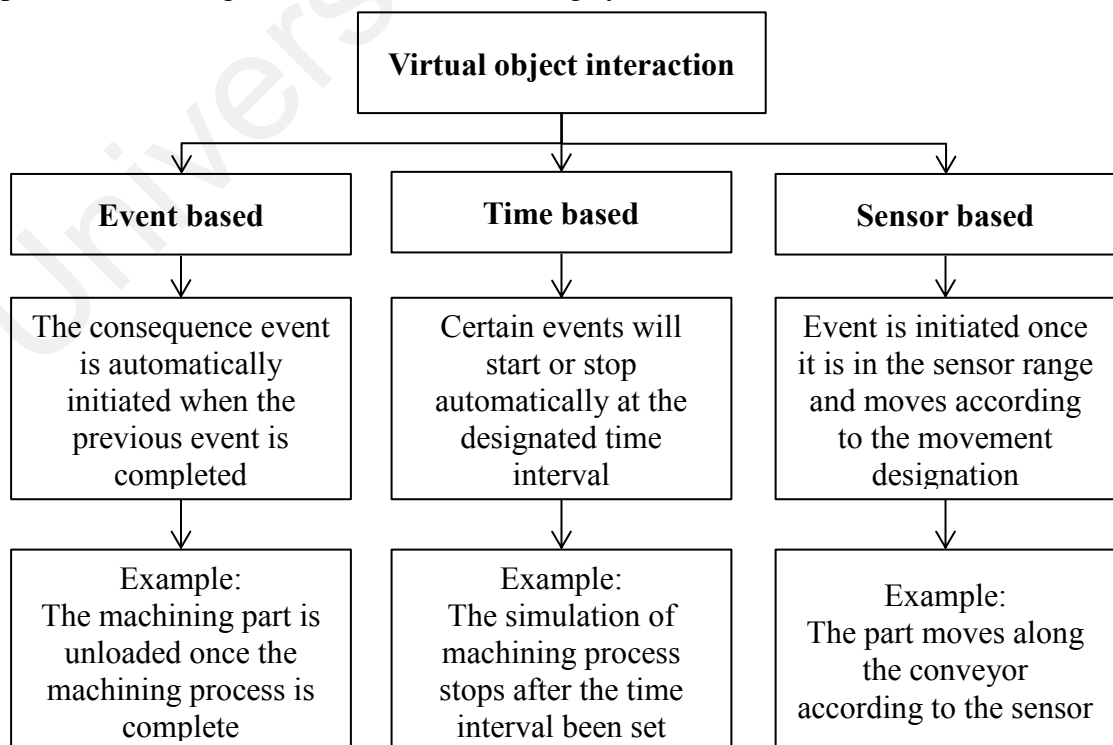 Virtual object interaction
Event based
Time based
Sensor based
The consequence event
is automatically
initiated when the
previous event is
completed
Certain events will
start or stop
automatically at the
designated time
interval
Event is initiated once
it is in the sensor range
and moves according
to the movement
designation
Example:
The machining part is
unloaded once the
machining process is
complete
Example:
The simulation of
machining process
stops after the time
interval been set
Example:
The part moves along
the conveyor
according to the sensor
Univers